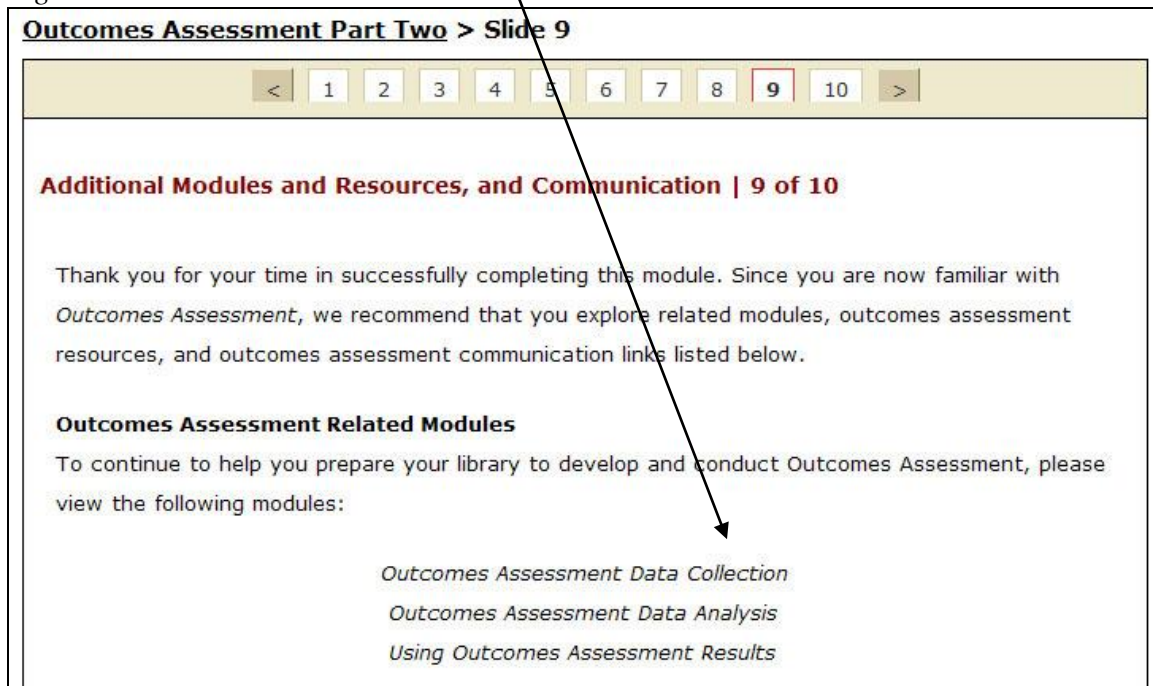 Outcomes Assessment Part Two > Slide 9
< 1 2 3 4 5 6 7 8 9 10 >
Additional Modules and Resources, and Communication | 9 of 10
Thank you for your time in successfully completing this module. Since you are now familiar with
Outcomes Assessment, we recommend that you explore related modules, outcomes assessment
resources, and outcomes assessment communication links listed below.
Outcomes Assessment Related Modules
To continue to help you prepare your library to develop and conduct Outcomes Assessment, please
view the following modules:
Outcomes Assessment Data Collection
Outcomes Assessment Data Analysis
Using Outcomes Assessment Results